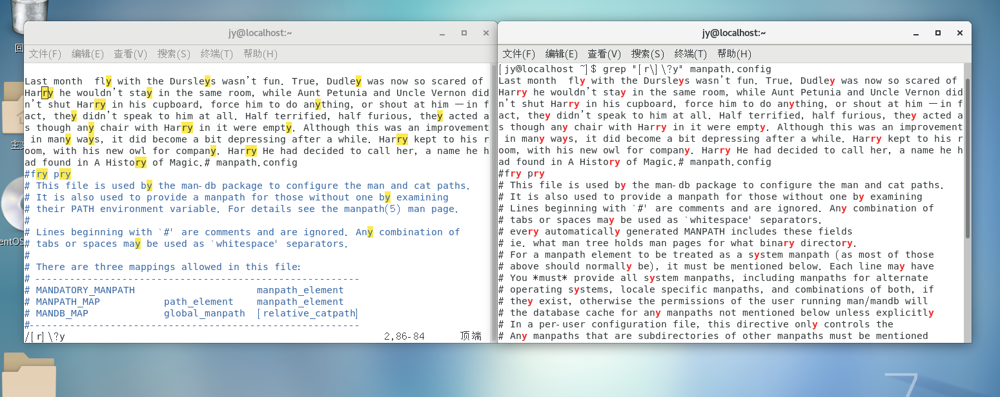 回
主文
entOS
jy@localhost:~
文件(F) 编辑(E) 查看(V) 搜索(S) 终端(T) 帮助(H)
Last month  fly with the Dursleys wasn't fun. True, Dudley was now so scared of
Harry he wouldn't stay in the same room, while Aunt Petunia and Uncle Vernon did
n't shut Harry in his cupboard, force him to do anything, or shout at him —in f
act, they didn't speak to him at all. Half terrified, half furious, they acted a
s though any chair with Harry in it were empty. Although this was an improvement
 in many ways, it did become a bit depressing after a while. Harry kept to his r
oom, with his new owl for company. Harry He had decided to call her, a name he h
ad found in A History of Magic.# manpath.config
#fry pry
# This file is used by the man-db package to configure the man and cat paths.
# It is also used to provide a manpath for those without one by examining
# their PATH environment variable. For details see the manpath(5) man page.
#
# Lines beginning with `#' are comments and are ignored. Any combination of
# tabs or spaces may be used as `whitespace' separators.
#
# There are three mappings allowed in this file:
# --------------------------------------------------------
# MANDATORY_MANPATH                     manpath_element
# MANPATH_MAP           path_element    manpath_element
# MANDB_MAP             global_manpath  [relative_catpath]
#---------------------------------------------------------
/[r]\?y 2,86-84 顶端
jy@localhost:~
文件(F) 编辑(E) 查看(V) 搜索(S) 终端(T) 帮助(H)
[jy@localhost ~]$ grep "[r\]\?y" manpath.config
Last month  fly with the Dursleys wasn't fun. True, Dudley was now so scared of
Harry he wouldn't stay in the same room, while Aunt Petunia and Uncle Vernon did
n't shut Harry in his cupboard, force him to do anything, or shout at him —in f
act, they didn't speak to him at all. Half terrified, half furious, they acted a
s though any chair with Harry in it were empty. Although this was an improvement
 in many ways, it did become a bit depressing after a while. Harry kept to his r
oom, with his new owl for company. Harry He had decided to call her, a name he h
ad found in A History of Magic.# manpath.config
#fry pry
# This file is used by the man-db package to configure the man and cat paths.
# It is also used to provide a manpath for those without one by examining
# Lines beginning with `#' are comments and are ignored. Any combination of
# tabs or spaces may be used as `whitespace' separators.
# every automatically generated MANPATH includes these fields
# ie. what man tree holds man pages for what binary directory.
# For a manpath element to be treated as a system manpath (as most of those
# above should normally be), it must be mentioned below. Each line may have
# You *must* provide all system manpaths, including manpaths for alternate
# operating systems, locale specific manpaths, and combinations of both, if
# they exist, otherwise the permissions of the user running man/mandb will
# the database cache for any manpaths not mentioned below unless explicitly
# In a per-user configuration file, this directive only controls the
# Any manpaths that are subdirectories of other manpaths must be mentioned
7